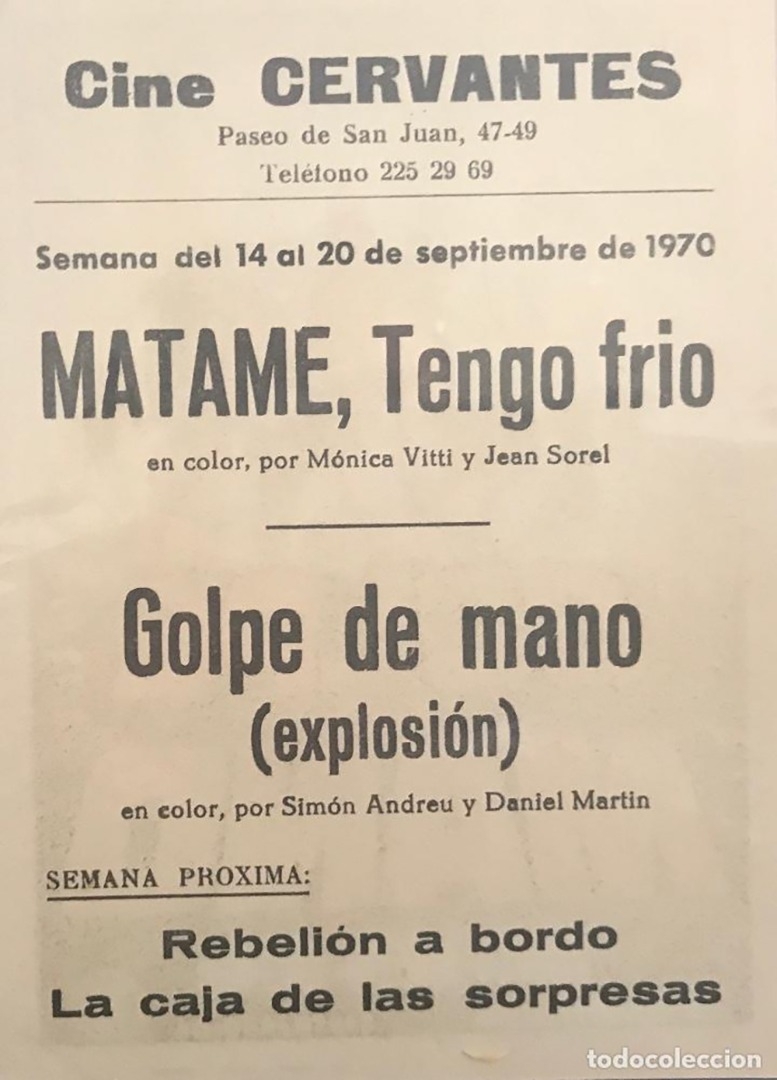 Cine CERVANTES
Paseo de San Juan, 47-49
Teléfono 225 29 69
Semana del 14 al 20 de septiembre de 1970
MATAME, Tengo frio
en color, por Mónica Vitti y Jean Sorel
Golpe de mano
(explosión)
en color, por Simón Andreu y Daniel Martin
SEMANA PROXIMA:
Rebelión a bordo
La caja de las sorpresas
todocoleccion